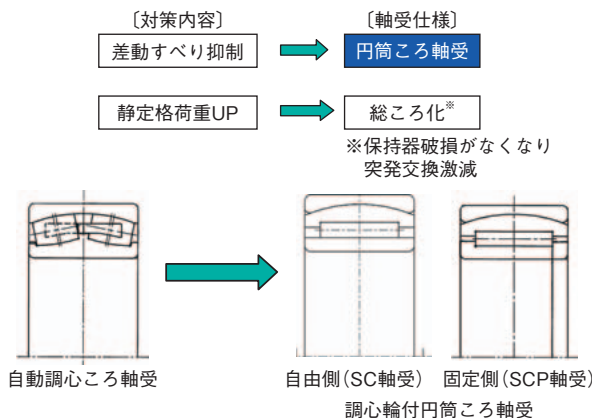 〔対策内容〕 〔軸受仕様〕
差動すべり抑制 円筒ころ軸受
静定格荷重UP 総ころ化※
※保持器破損がなくなり
突発交換激減
自動調心ころ軸受 自由側(SC軸受) 固定側(SCP軸受)
調心輪付円筒ころ軸受